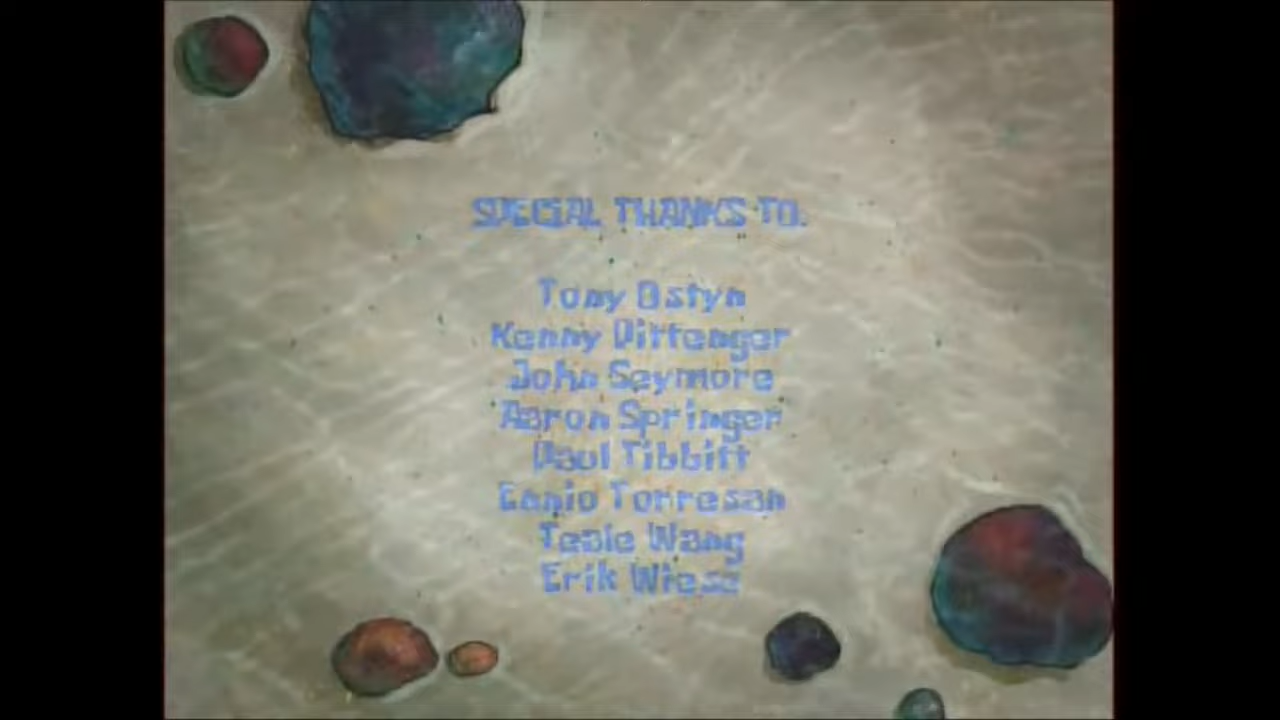 SPECIAL THANKS TO:
Tony Ostyn
Kenny Pittenger
John Seymore
Aaron Springer
Paul Tibbitt
Ennio Torresan
Teale Wang
Erik Wiese